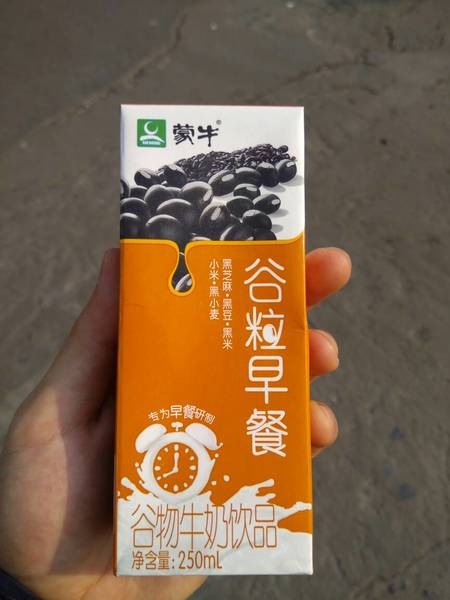 蒙牛®
谷粒早餐
黑芝麻·黑豆·黑米
小米·黑小麦
专为早餐研制
谷物牛奶饮品
净含量:250mL